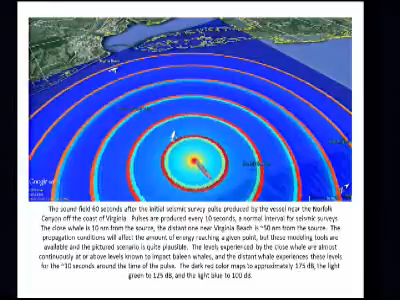 Google
The sound field 60 seconds after the initial seismic survey pulse produced by the vessel near the Norfolk
Canyon off the coast of Virginia Pulses are produced every 10 seconds, a normal interval for seismic surveys
The close whale is 10 nm from the source, the distant one near Virginia Beach is ~50 nm from the source. The
propagation conditions will affect the amount of energy reaching a given point, but these modeling tools are
available and the pictured scenario is quite plausible. The levels experienced by the close whale are almost
continuously at or above levels known to impact baleen whales, and the distant whale experiences these levels
for the ~10 seconds around the time of the pulse. The dark red color maps to approximately 175 dB, the light
green to 125 dB, and the light blue to 100 dB.